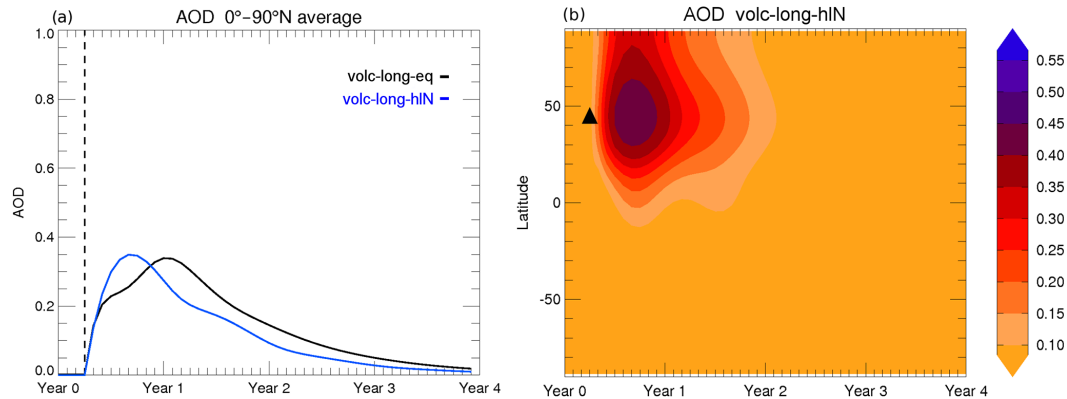 (a) AOD 0°–90°N average
1.0
0.8
0.6
0.4
0.2
0.0
AOD
volc-long-eq
volc-long-hlN
Year 0 Year 1 Year 2 Year 3 Year 4
(b) AOD volc-long-hlN
50
0
-50
Latitude
Year 0 Year 1 Year 2 Year 3 Year 4
0.55
0.50
0.45
0.40
0.35
0.30
0.25
0.20
0.15
0.10